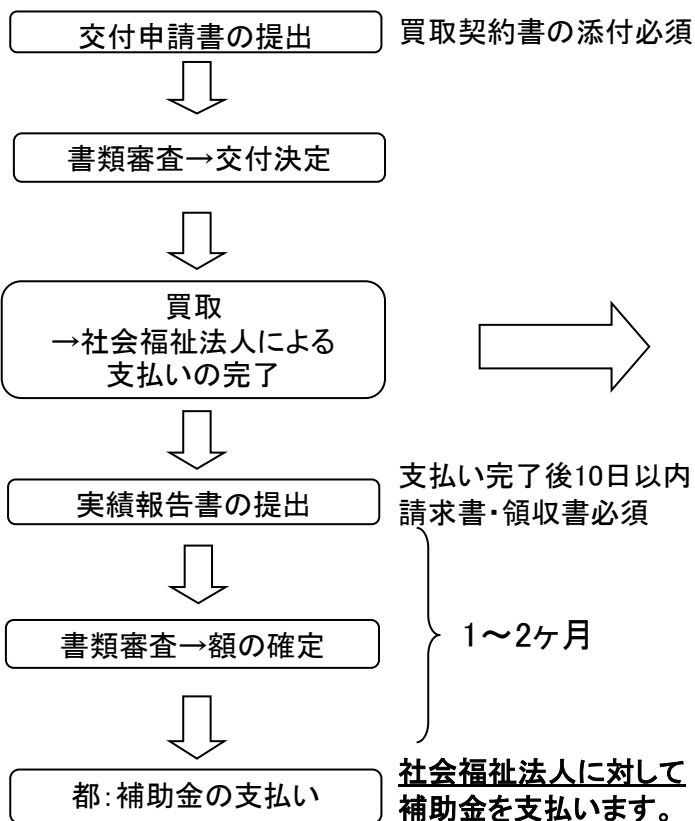 交付申請書の提出
買取契約書の添付必須
書類審査→交付決定
買取
→社会福祉法人による
支払いの完了
実績報告書の提出
支払い完了後10日以内
請求書・領収書必須
書類審査→額の確定
1～2ヶ月
都:補助金の支払い
社会福祉法人に対して
補助金を支払います。